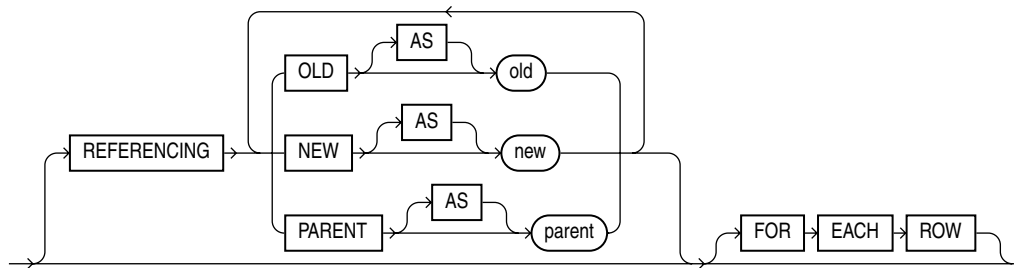 AS
OLD old
AS
REFERENCING NEW new
AS
PARENT parent
FOR EACH ROW